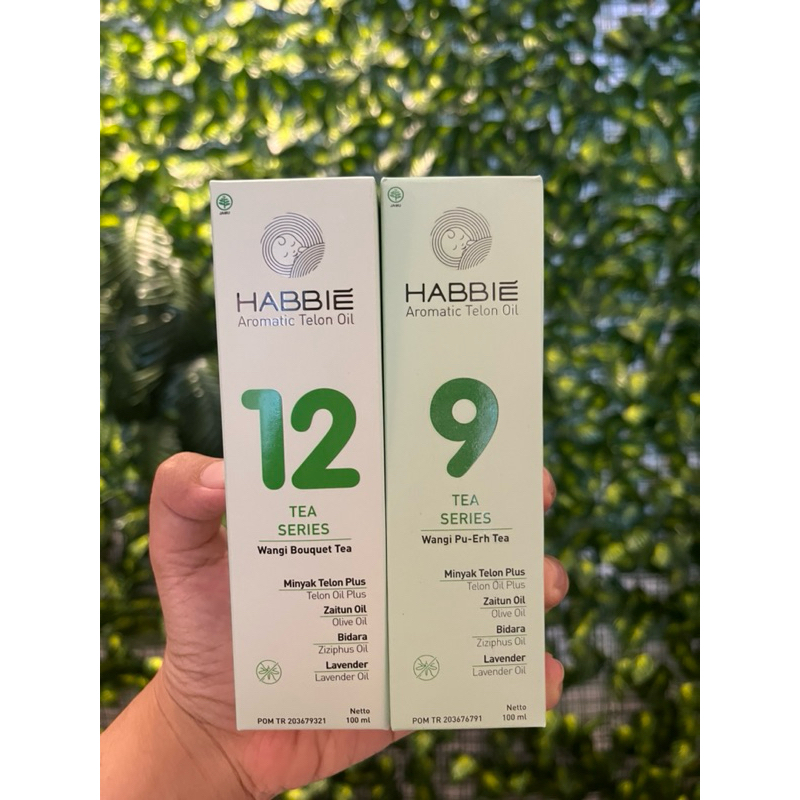 JAMU
HABBIE
Aromatic Telon Oil
12
TEA
SERIES
Wangi Bouquet Tea
Minyak Telon Plus
Telon Oil Plus
Zaitun Oil
Olive Oil
Bidara
Ziziphus Oil
Lavender
Lavender Oil
Netto
POM TR 203679321 100 ml
JAMU
HABBIE
Aromatic Telon Oil
9
TEA
SERIES
Wangi Pu-Erh Tea
Minyak Telon Plus
Telon Oil Plus
Zaitun Oil
Olive Oil
Bidara
Ziziphus Oil
Lavender
Lavender Oil
Netto
POM TR 203676791 100 ml